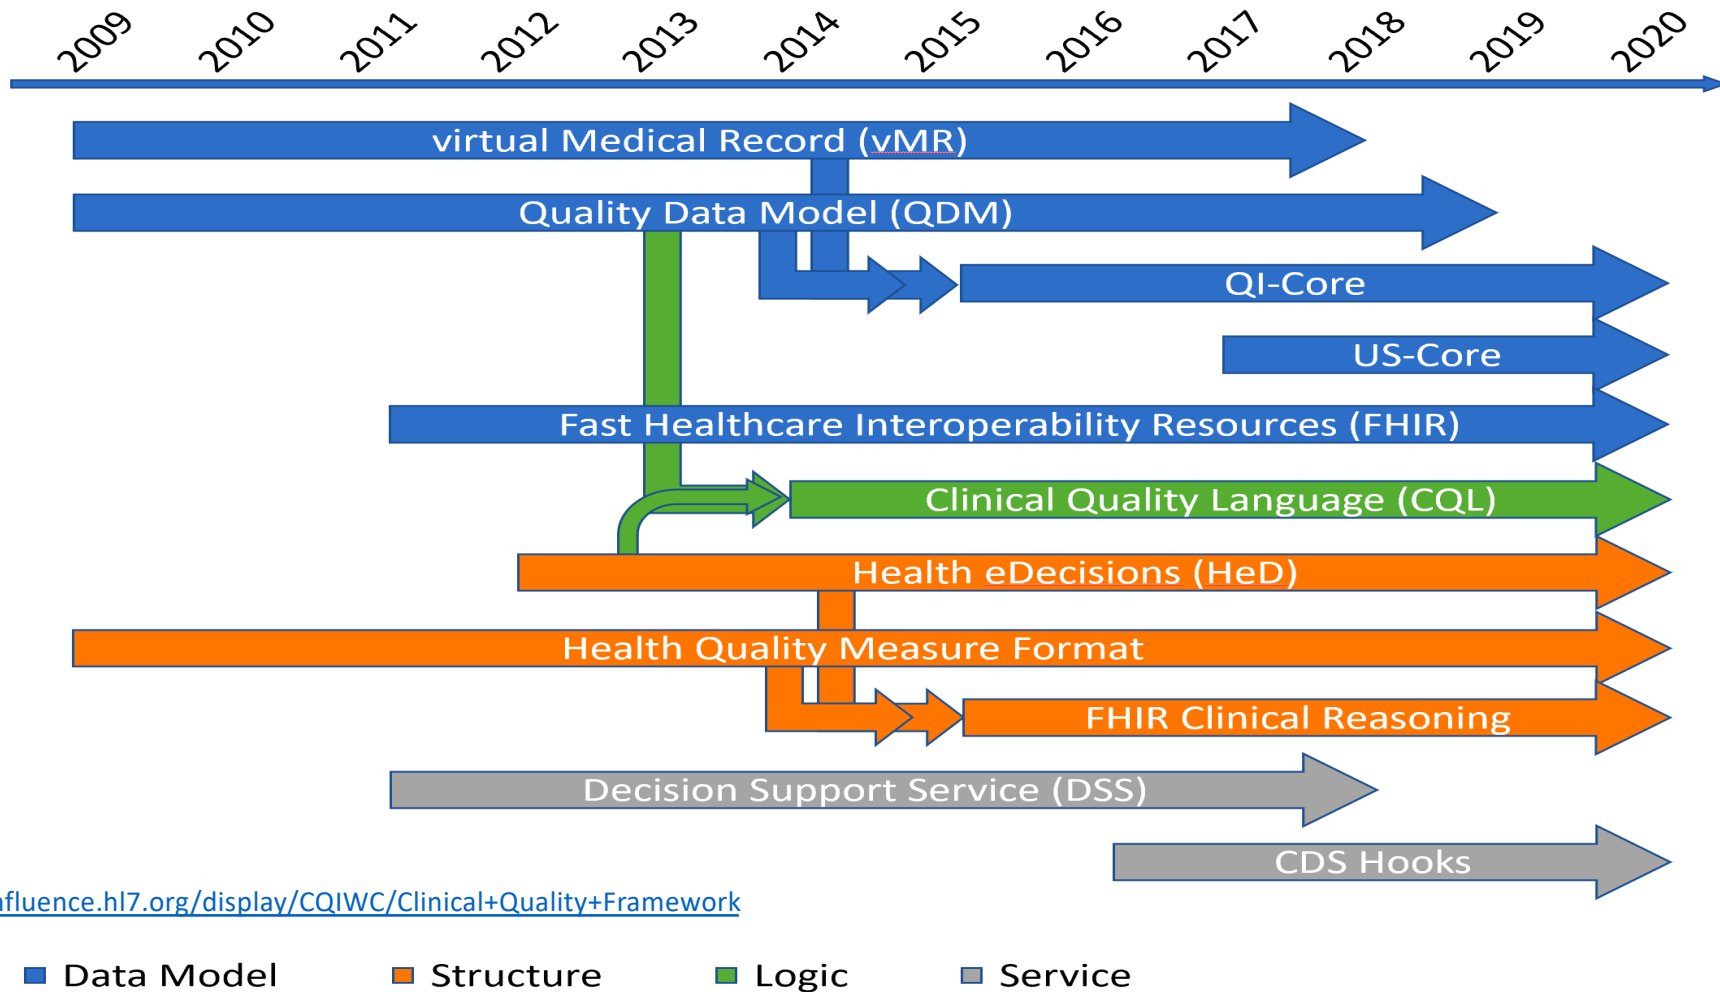 2009 2010 2011 2012 2013 2014 2015 2016 2017 2018 2019 2020
virtual Medical Record (vMR)
Quality Data Model (QDM)
QI-Core
US-Core
Fast Healthcare Interoperability Resources (FHIR)
Clinical Quality Language (CQL)
Health eDecisions (HeD)
Health Quality Measure Format
FHIR Clinical Reasoning
Decision Support Service (DSS)
CDS Hooks
nfluence.hl7.org/display/CQIWC/Clinical+Quality+Framework
Data Model Structure Logic Service